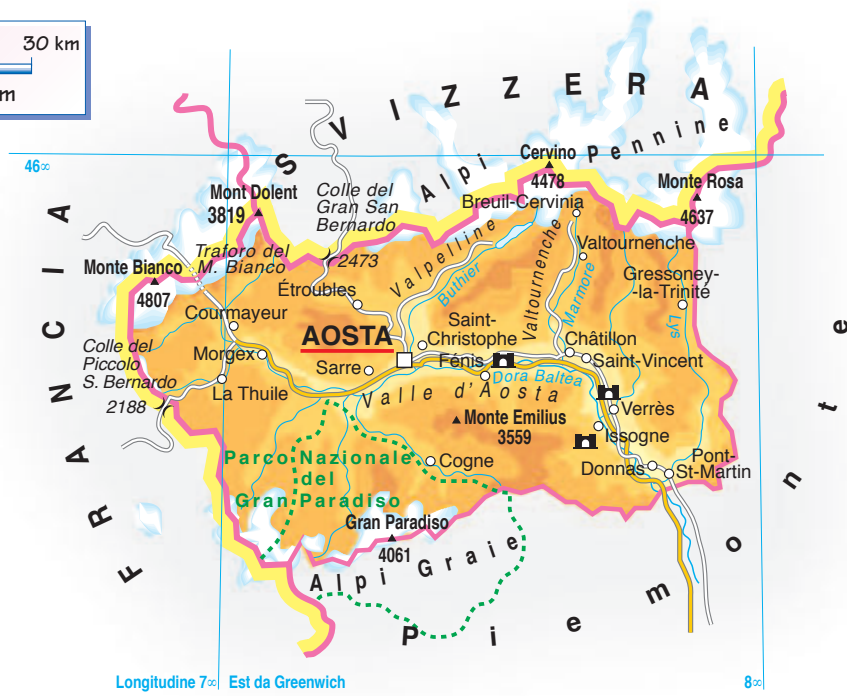 30 km
m
SVIZZERA
Alpi Pennine
46∞
Cervino
4478
Mont Dolent
3819
Colle del
Gran San
Bernardo
2473
Monte Rosa
4637
Breuil-Cervinia
FRANCIA
Traforo del
M. Bianco
Monte Bianco
4807
Valpelline
Buthier
Valtournenche
Valtournenche
Marmore
Gressoney-
-la-Trinité
Lys
Étroubles
Courmayeur
AOSTA
Saint-
Christophe
Châtillon
Colle del
Piccolo
S. Bernardo
2188
Morgex
Sarre
Fénis
Saint-Vincent
La Thuile
Valle d'Aosta
Dora Baltéa
Monte Emilius
3559
Verrès
Issogne
Parco Nazionale
del
Gran Paradiso
Cogne
Donnas
Pont-
St-Martin
Gran Paradiso
4061
Alpi Graie
Piemonte
Longitudine 7∞ Est da Greenwich
8∞